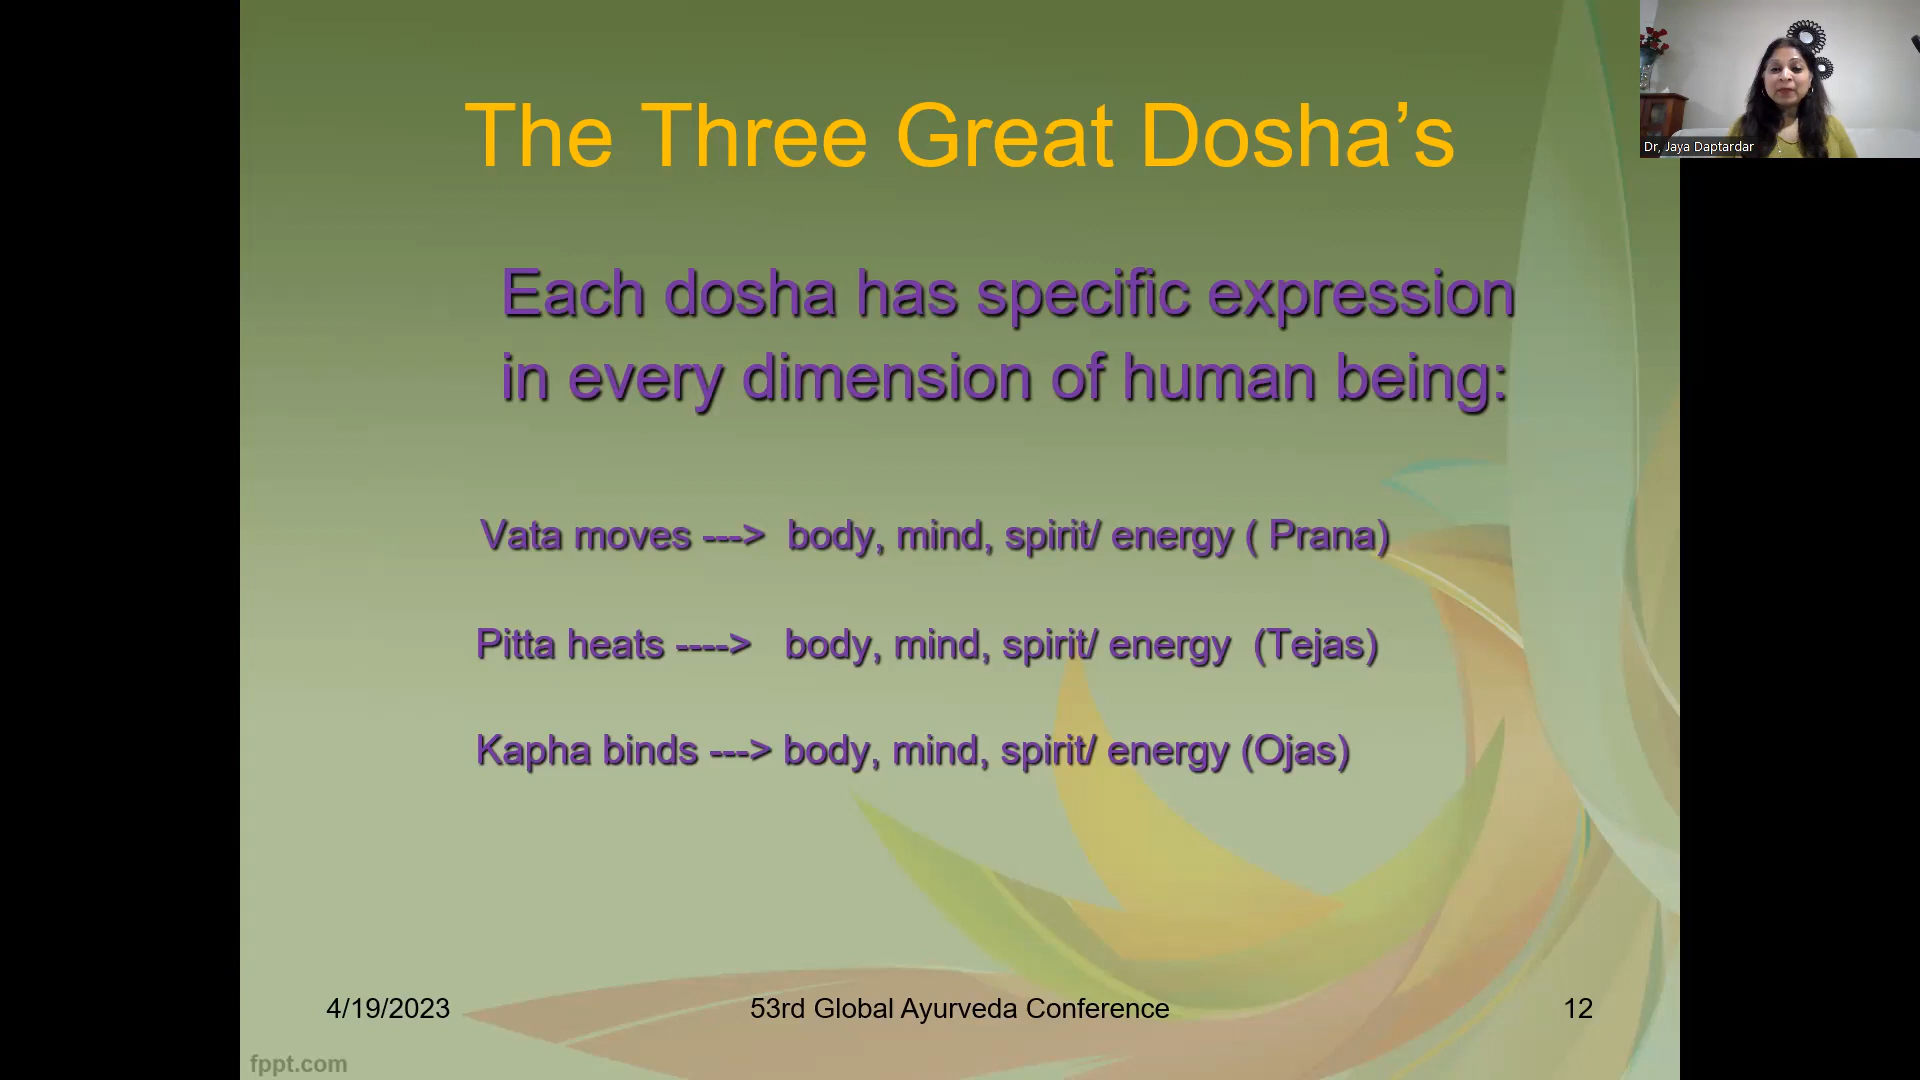 The Three Great Dosha’s
Dr, Jaya Daptardar
Each dosha has specific expression
in every dimension of human being:
Vata moves ---> body, mind, spirit/ energy ( Prana)
Pitta heats ----> body, mind, spirit/ energy (Tejas)
Kapha binds ---> body, mind, spirit/ energy (Ojas)
4/19/2023
53rd Global Ayurveda Conference
12
fppt.com